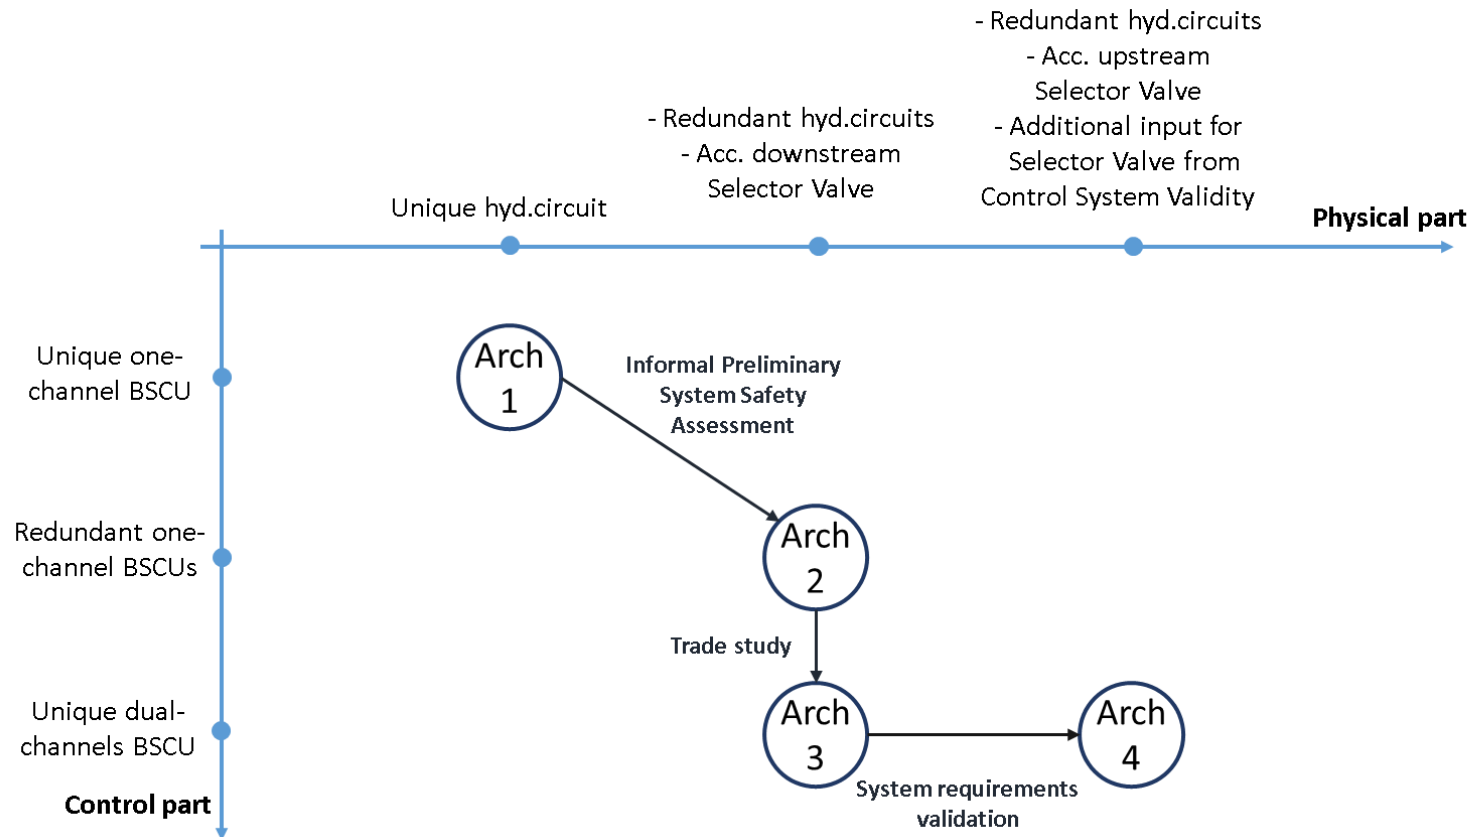 - Redundant hyd.circuits
- Acc. upstream
Selector Valve
- Additional input for
Selector Valve from
Control System Validity
- Redundant hyd.circuits
- Acc. downstream
Selector Valve
Unique hyd.circuit
Physical part
Unique one-
channel BSCU
Arch
1
Informal Preliminary
System Safety
Assessment
Redundant one-
channel BSCUs
Arch
2
Trade study
Unique dual-
channels BSCU
Arch
3
Arch
4
System requirements
validation
Control part